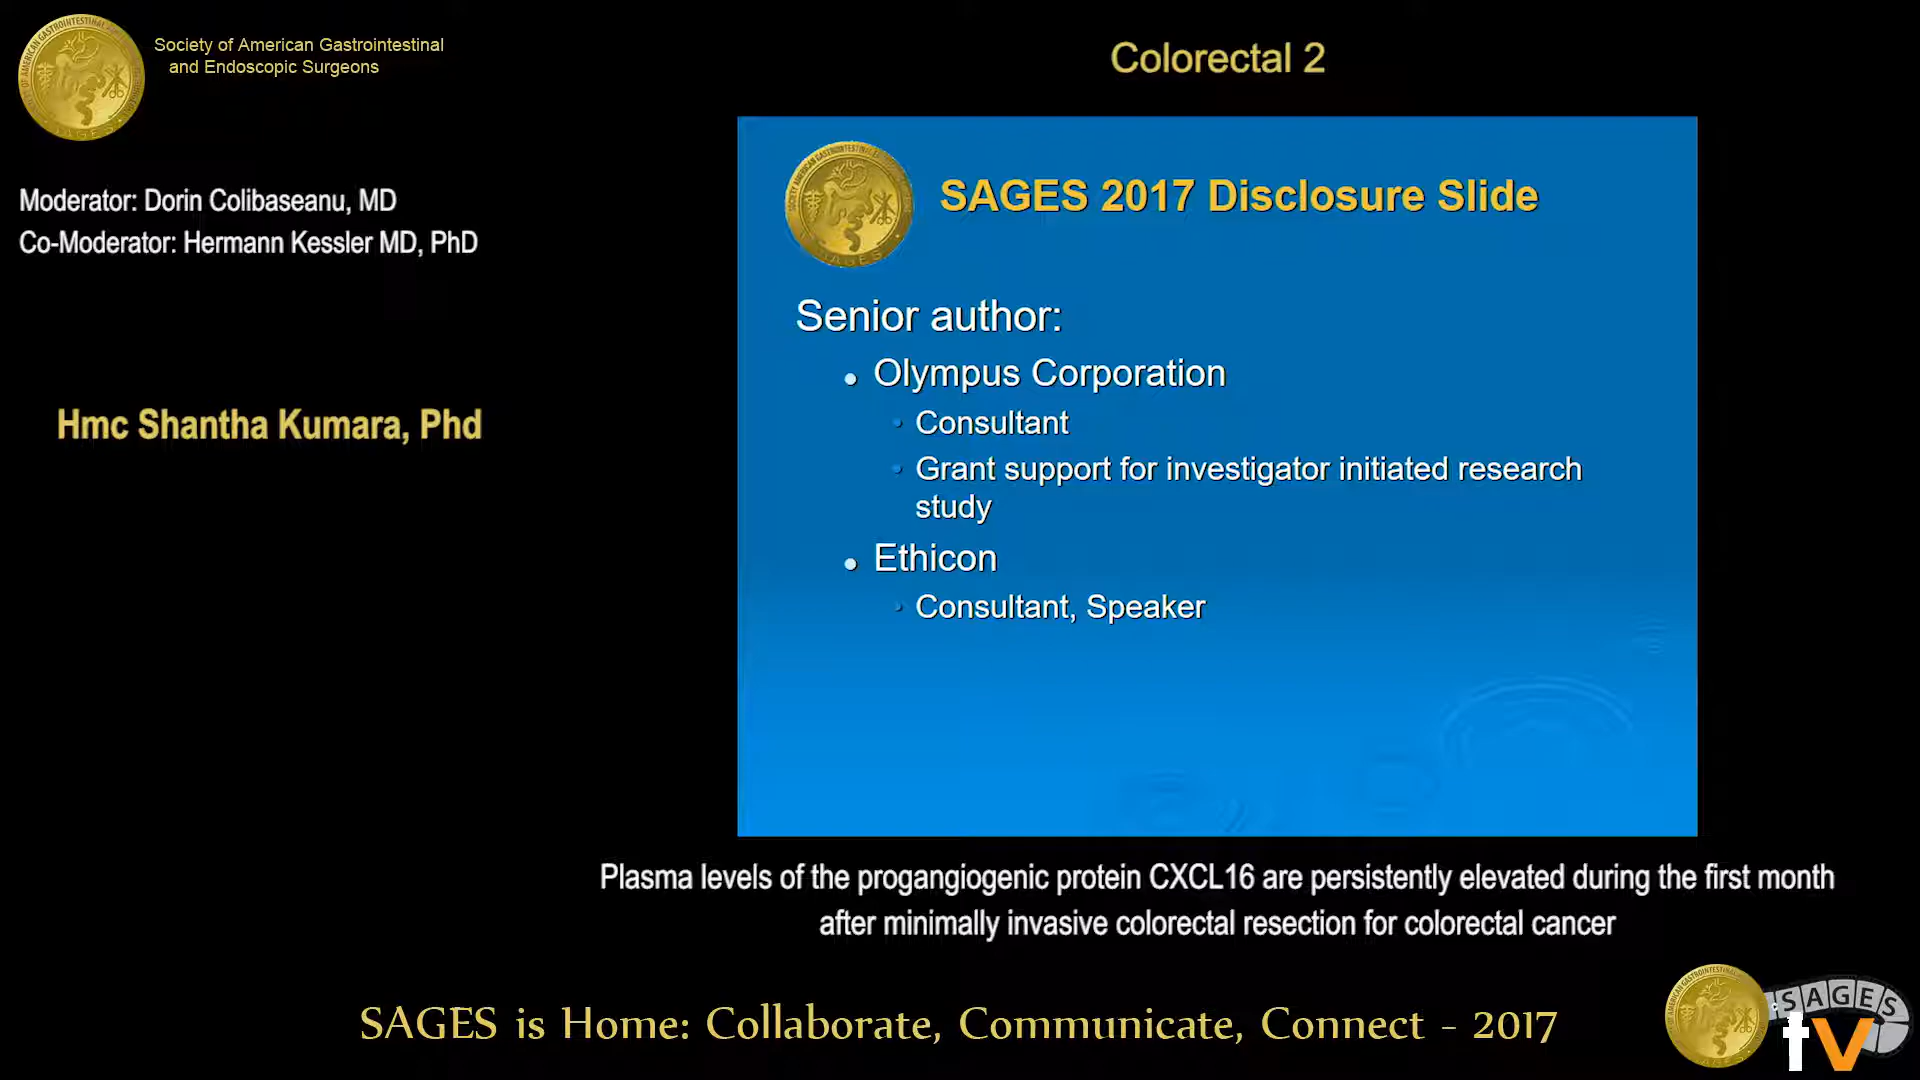 Society of American Gastrointestinal
and Endoscopic Surgeons
Colorectal 2
Moderator: Dorin Colibaseanu, MD
Co-Moderator: Hermann Kessler MD, PhD
Hmc Shantha Kumara, Phd
SAGES 2017 Disclosure Slide
Senior author:
• Olympus Corporation
• Consultant
• Grant support for investigator initiated research
study
• Ethicon
• Consultant, Speaker
Plasma levels of the progangiogenic protein CXCL16 are persistently elevated during the first month
after minimally invasive colorectal resection for colorectal cancer
SAGES is Home: Collaborate, Communicate, Connect - 2017
SAGES
tv